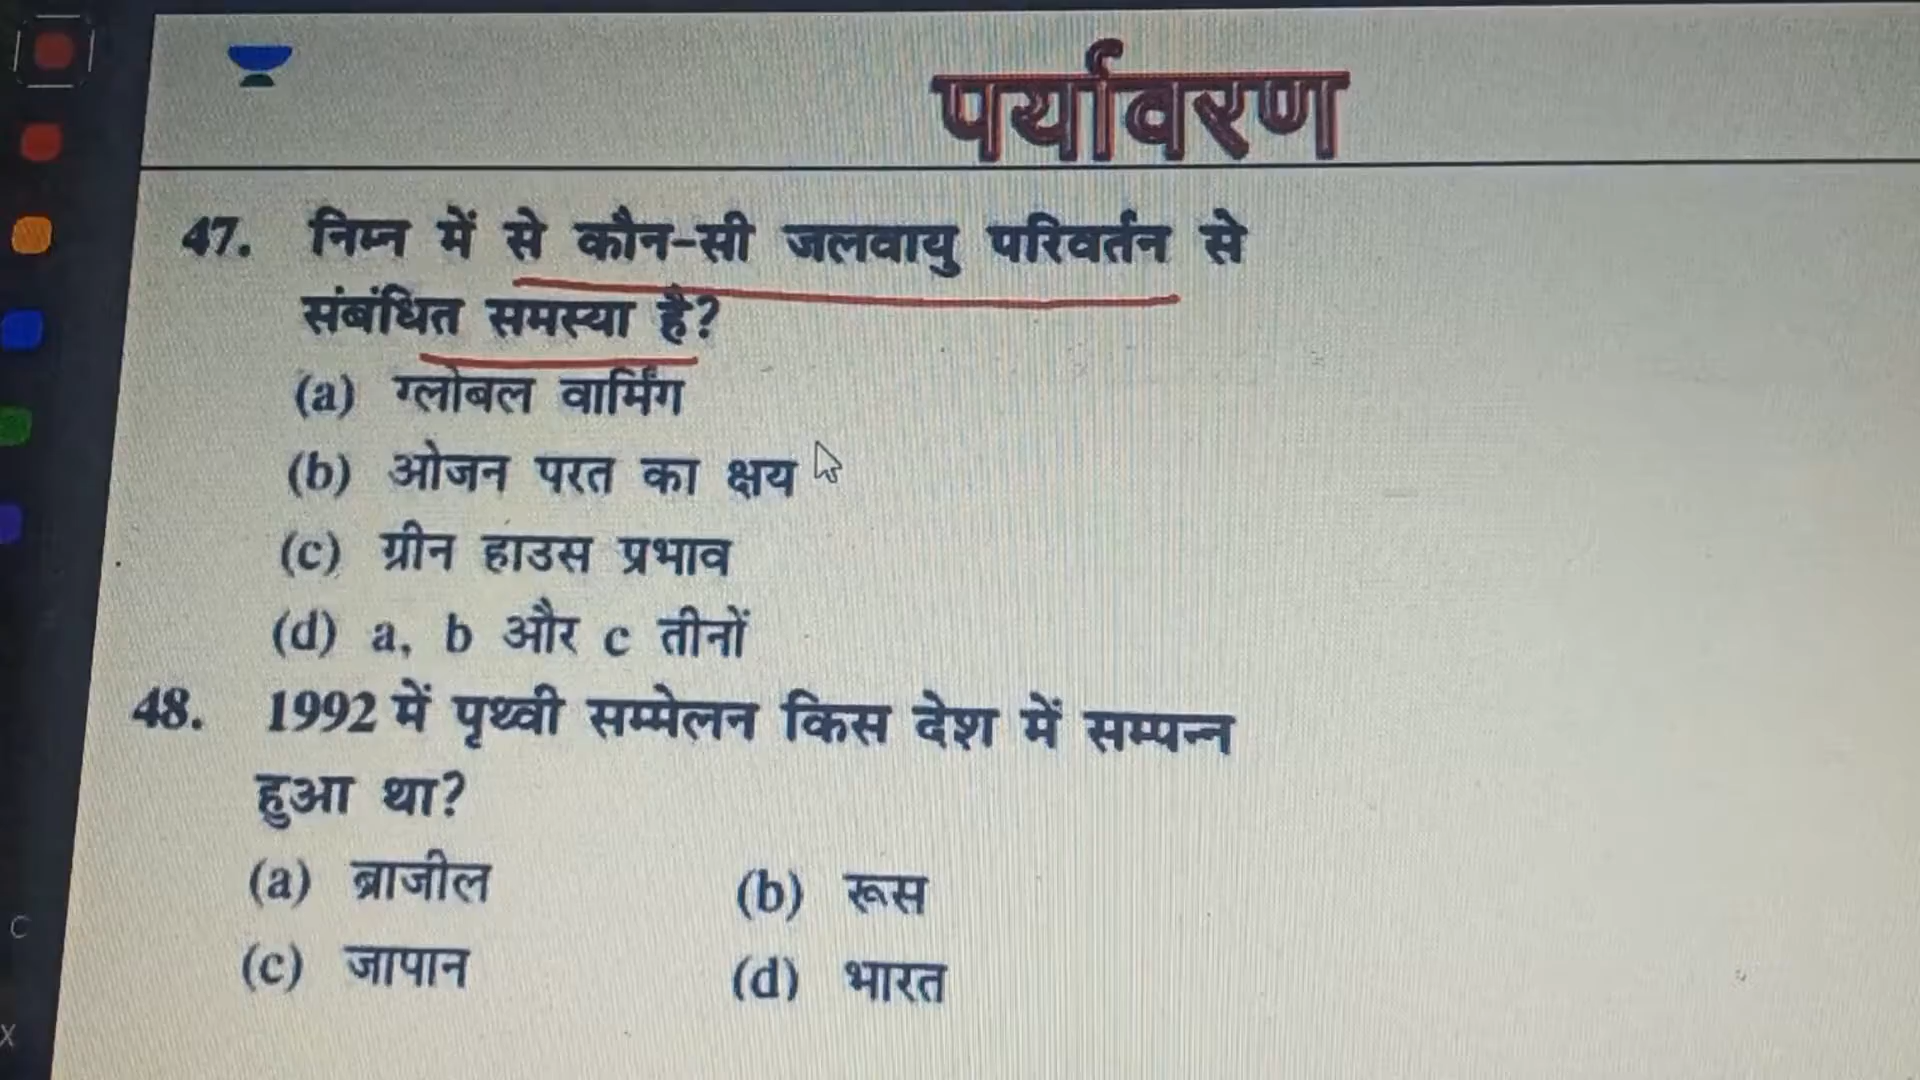 पर्यावरण
47. निम्न में से कौन-सी जलवायु परिवर्तन से
संबंधित समस्या है?
(a) ग्लोबल वार्मिंग
(b) ओजन परत का क्षय
(c) ग्रीन हाउस प्रभाव
(d) a, b और c तीनों
48. 1992 में पृथ्वी सम्मेलन किस देश में सम्पन्न
हुआ था?
(a) ब्राजील (b) रूस
(c) जापान (d) भारत
C
X